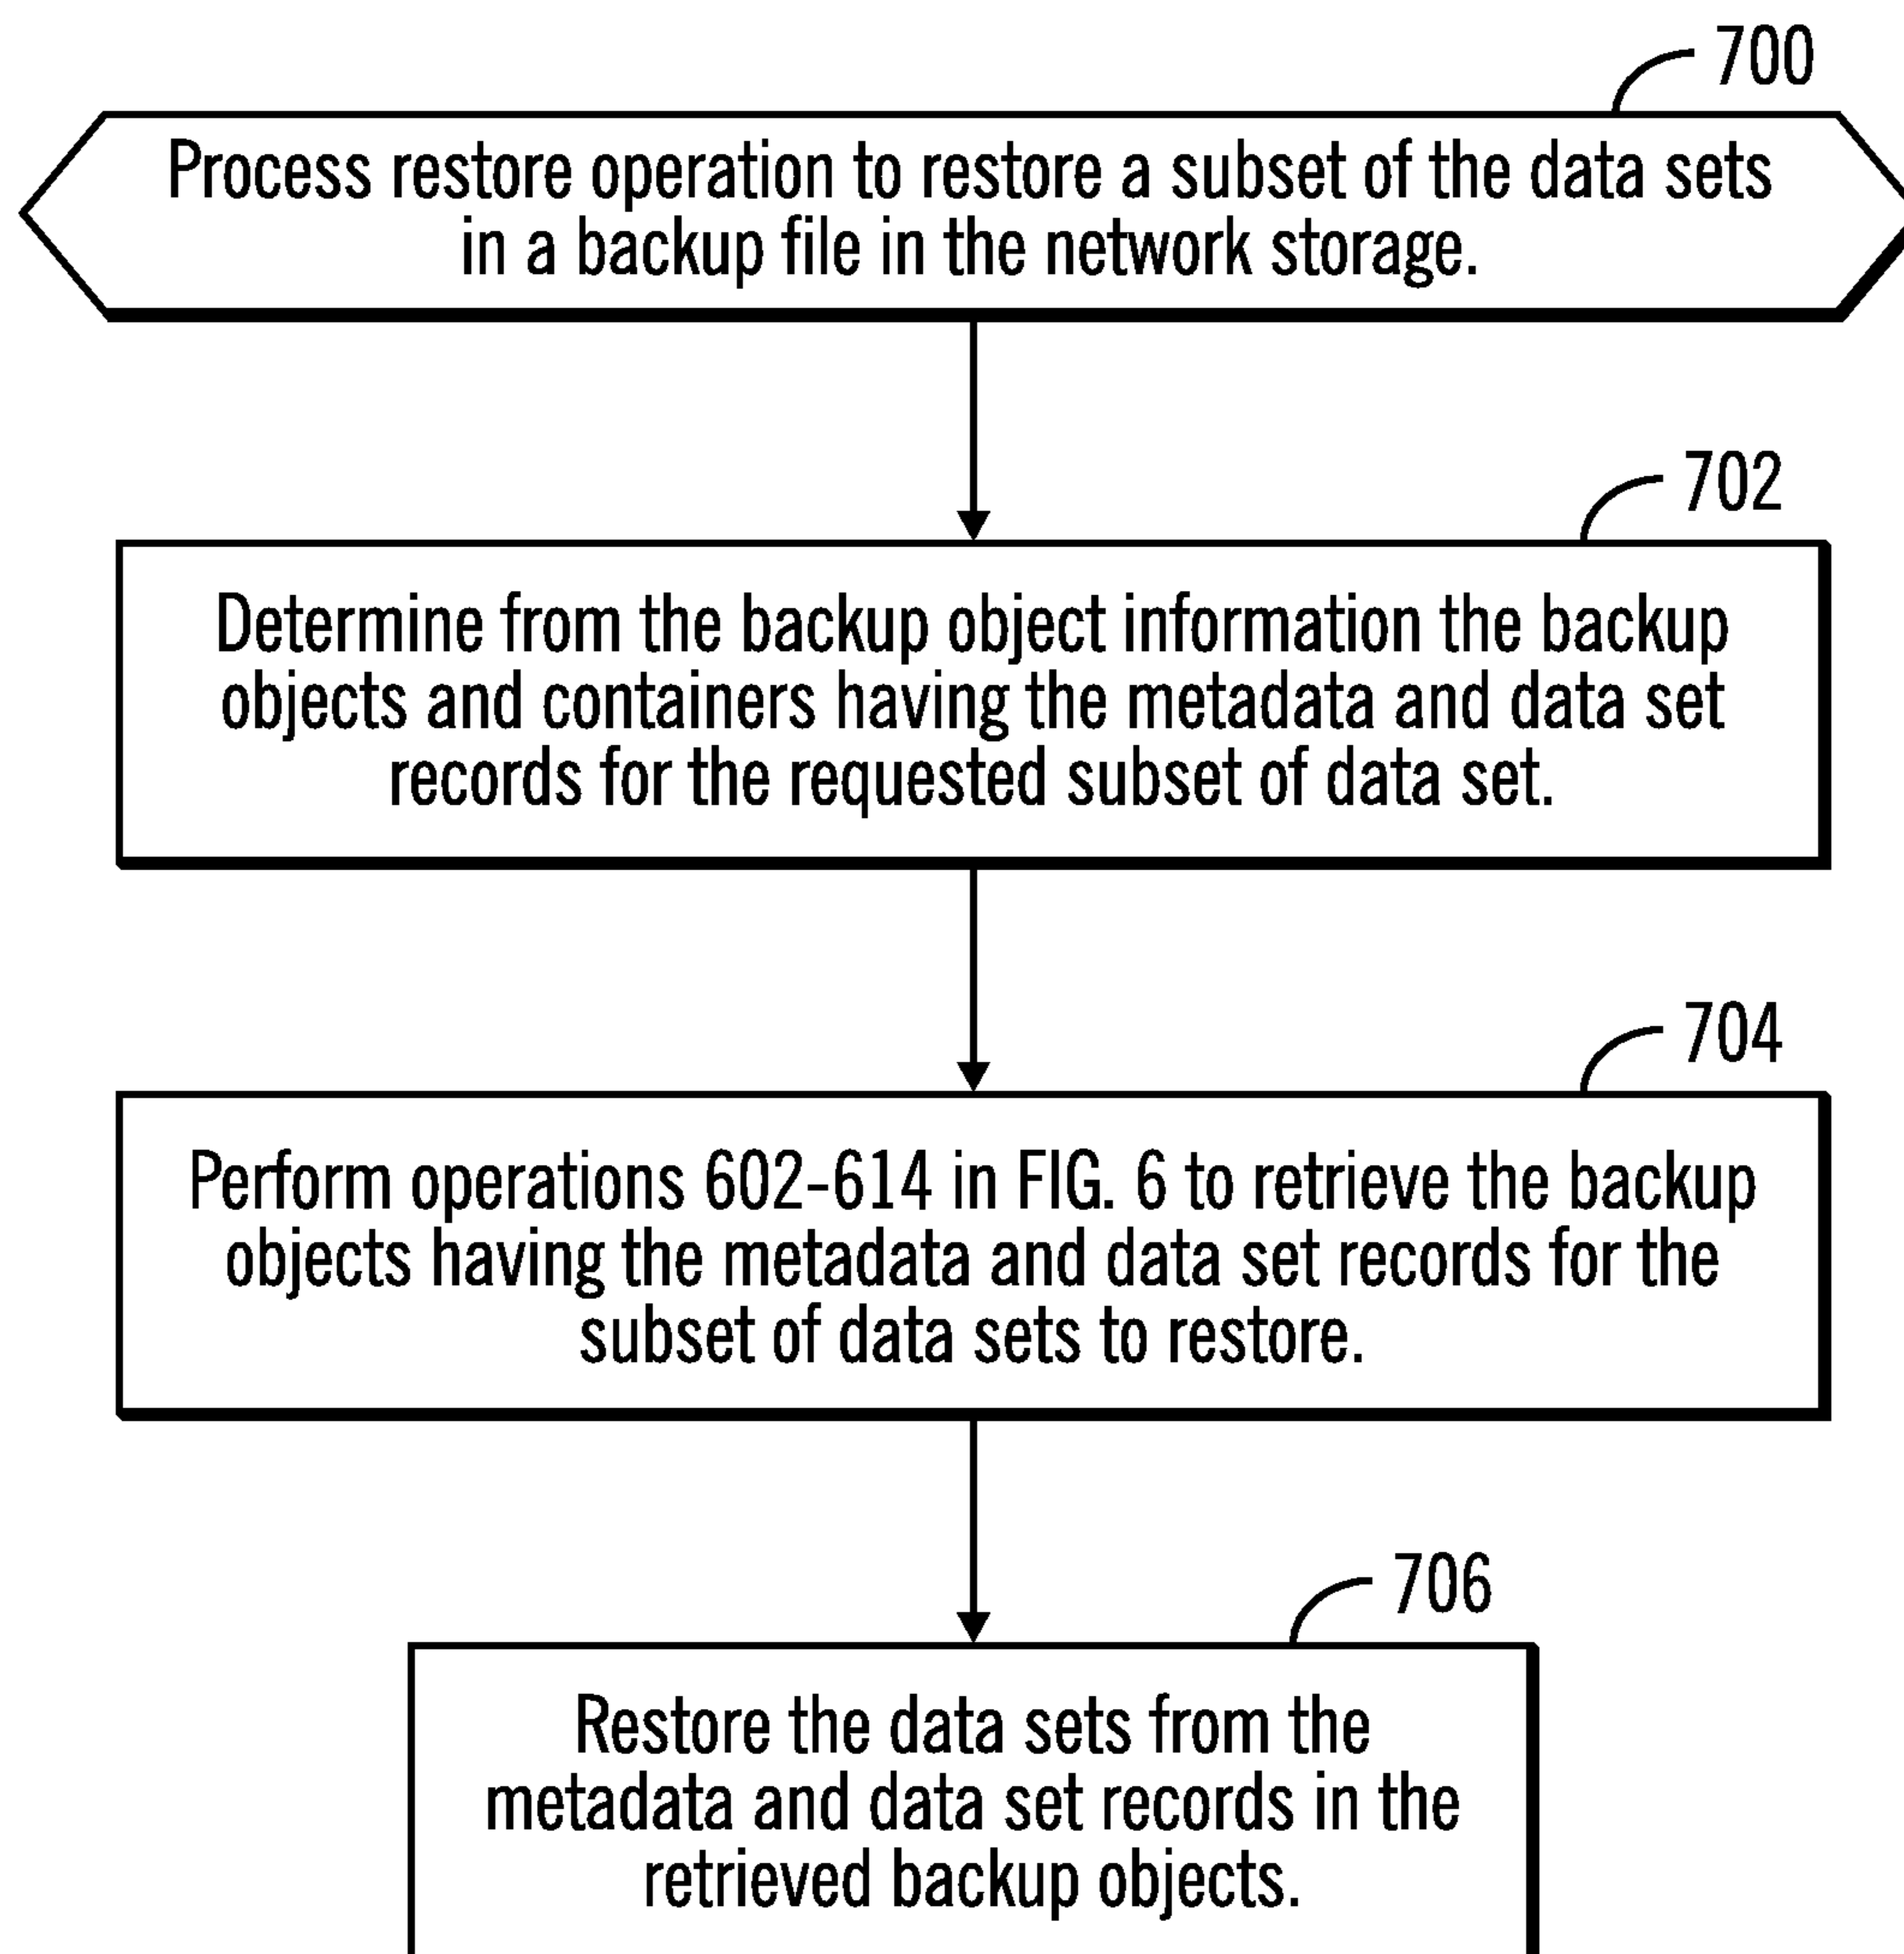 700
Process restore operation to restore a subset of the data sets
in a backup file in the network storage.
702
Determine from the backup object information the backup
objects and containers having the metadata and data set
records for the requested subset of data set.
704
Perform operations 602-614 in FIG. 6 to retrieve the backup
objects having the metadata and data set records for the
subset of data sets to restore.
706
Restore the data sets from the
metadata and data set records in the
retrieved backup objects.